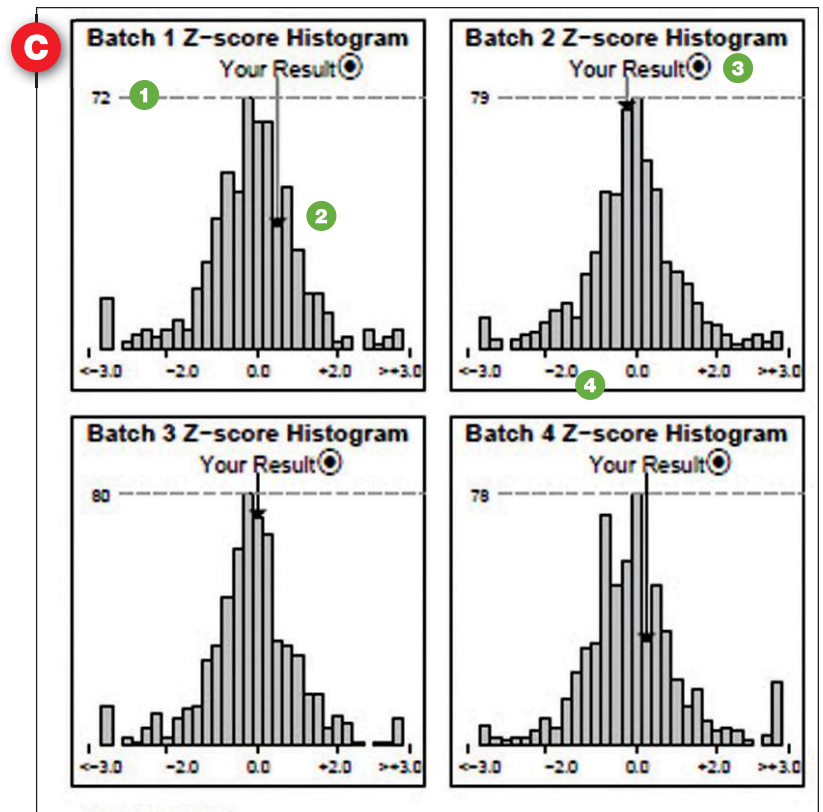 C
Batch 1 Z-score Histogram
Your Result
72
1
2
<-3.0 -2.0 0.0 +2.0 >+3.0
Batch 2 Z-score Histogram
Your Result
3
79
<-3.0 -2.0 0.0 +2.0 >+3.0
4
Batch 3 Z-score Histogram
Your Result
80
<-3.0 -2.0 0.0 +2.0 >+3.0
Batch 4 Z-score Histogram
Your Result
78
<-3.0 -2.0 0.0 +2.0 >+3.0